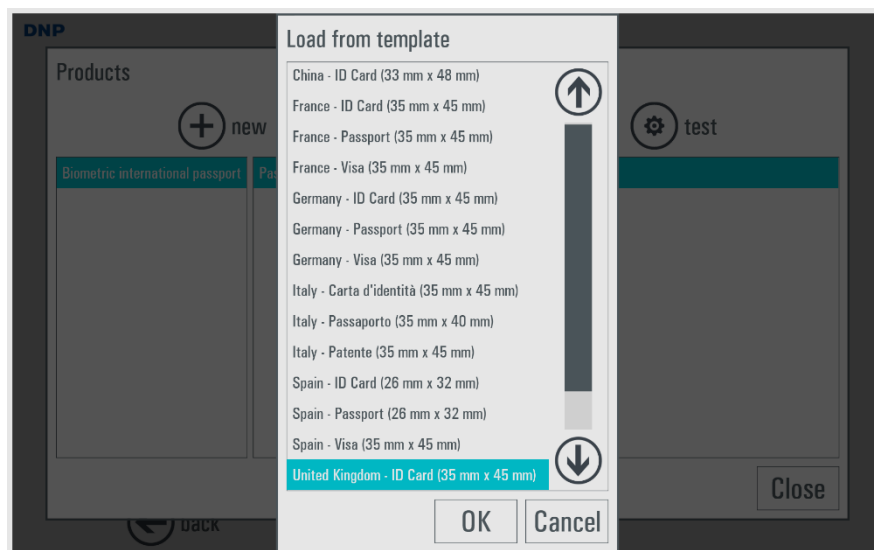 DNP
Products
new
test
Biometric international passport
Load from template
China - ID Card (33 mm x 48 mm)
France - ID Card (35 mm x 45 mm)
France - Passport (35 mm x 45 mm)
France - Visa (35 mm x 45 mm)
Germany - ID Card (35 mm x 45 mm)
Germany - Passport (35 mm x 45 mm)
Germany - Visa (35 mm x 45 mm)
Italy - Carta d'identità (35 mm x 45 mm)
Italy - Passaporto (35 mm x 40 mm)
Italy - Patente (35 mm x 45 mm)
Spain - ID Card (26 mm x 32 mm)
Spain - Passport (26 mm x 32 mm)
Spain - Visa (35 mm x 45 mm)
United Kingdom - ID Card (35 mm x 45 mm)
OK Cancel
Close
back